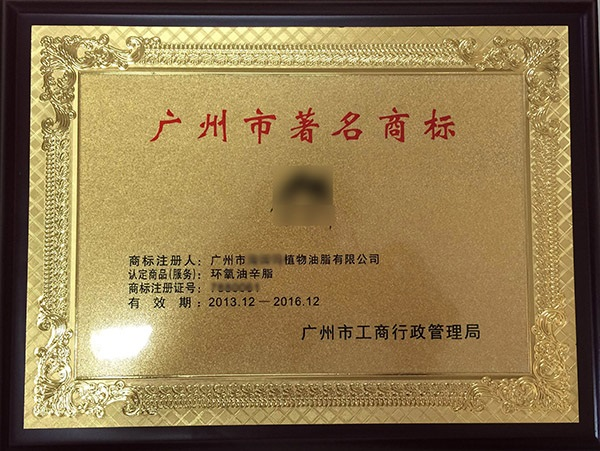 广州市著名商标
商标注册人：广州市植物油脂有限公司
认定商品(服务)：环氧油辛脂
商标注册证号：
有效期：2013.12－2016.12
广州市工商行政管理局